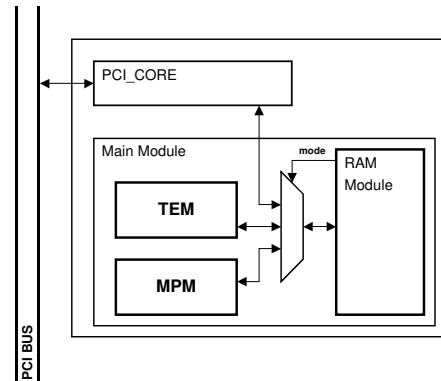 PCI_CORE
Main Module
mode
RAM
Module
TEM
MPM
PCI BUS